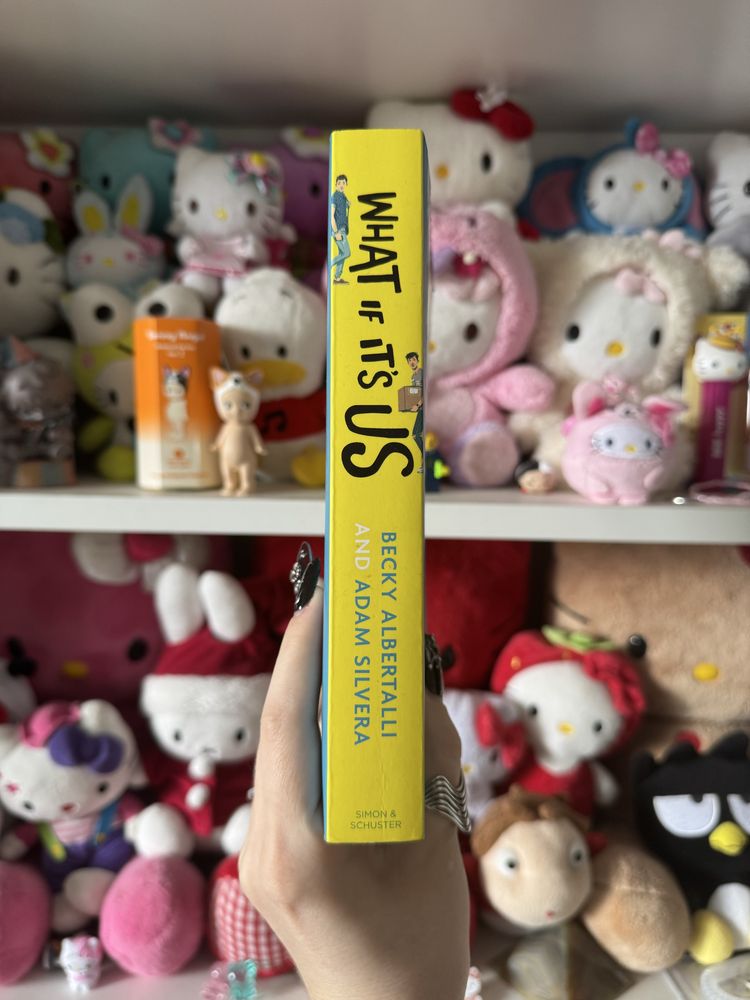 WHAT IF IT'S US
BECKY ALBERTALLI
AND ADAM SILVERA
SIMON &
SCHUSTER